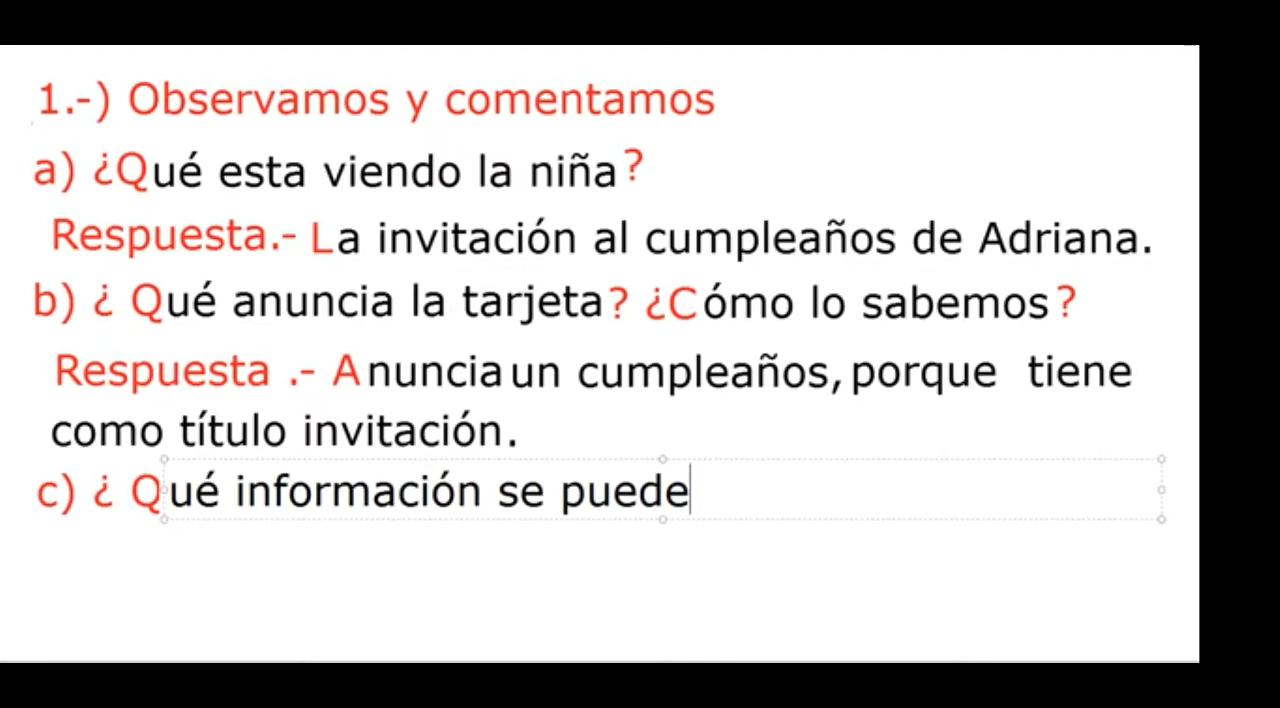 1.-) Observamos y comentamos
a) ¿Qué esta viendo la niña?
Respuesta.- La invitación al cumpleaños de Adriana.
b) ¿ Qué anuncia la tarjeta? ¿Cómo lo sabemos?
Respuesta .- Anuncia un cumpleaños, porque tiene
como título invitación.
c) ¿ Qué información se puede